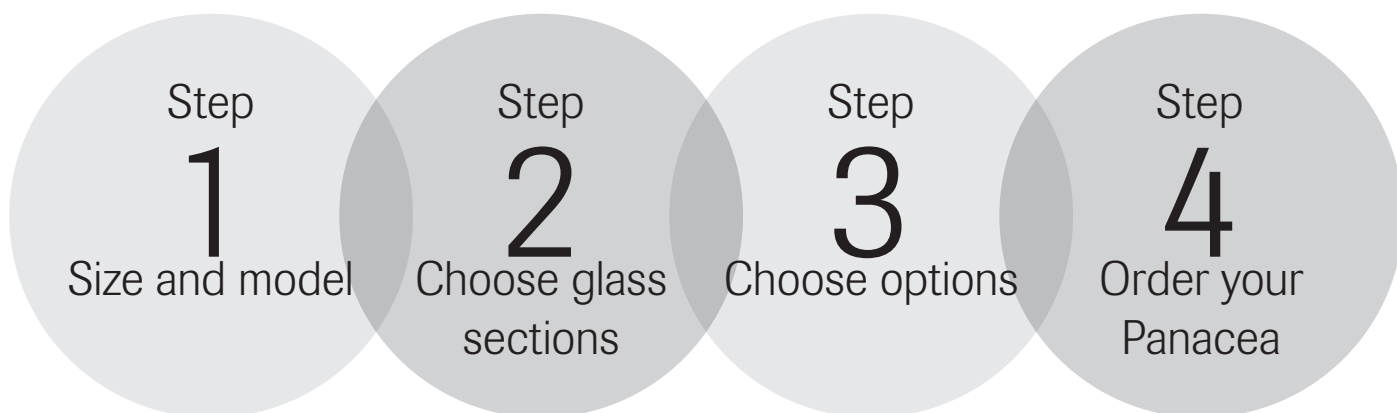 Step
1
Size and model
Step
2
Choose glass
sections
Step
3
Choose options
Step
4
Order your
Panacea